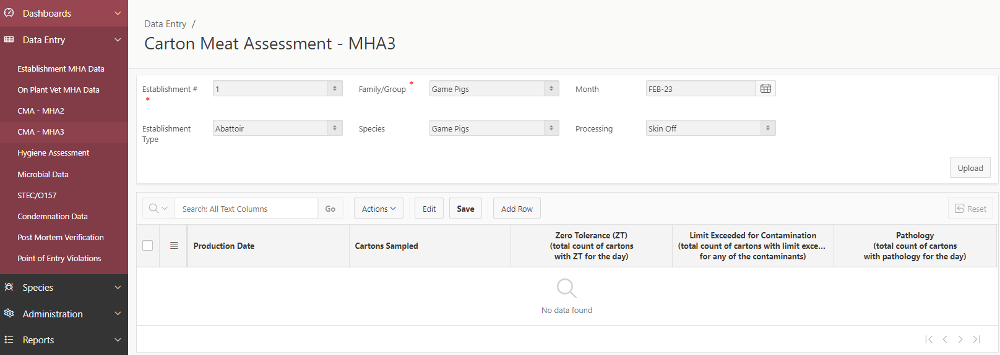 Dashboards
Data Entry
Establishment MHA Data
On Plant Vet MHA Data
CMA - MHA2
CMA - MHA3
Hygiene Assessment
Microbial Data
STEC/O157
Condemnation Data
Post Mortem Verification
Point of Entry Violations
Species
Administration
Reports
Data Entry /
Carton Meat Assessment - MHA3
Establishment # * 1 Family/Group * Game Pigs Month FEB-23
Establishment Type Abattoir Species Game Pigs Processing Skin Off
Upload
Search: All Text Columns Go Actions Edit Save Add Row Reset
Production Date
Cartons Sampled
Zero Tolerance (ZT)
(total count of cartons
with ZT for the day)
Limit Exceeded for Contamination
(total count of cartons with limit exce...
for any of the contaminants)
Pathology
(total count of cartons
with pathology for the day)
No data found